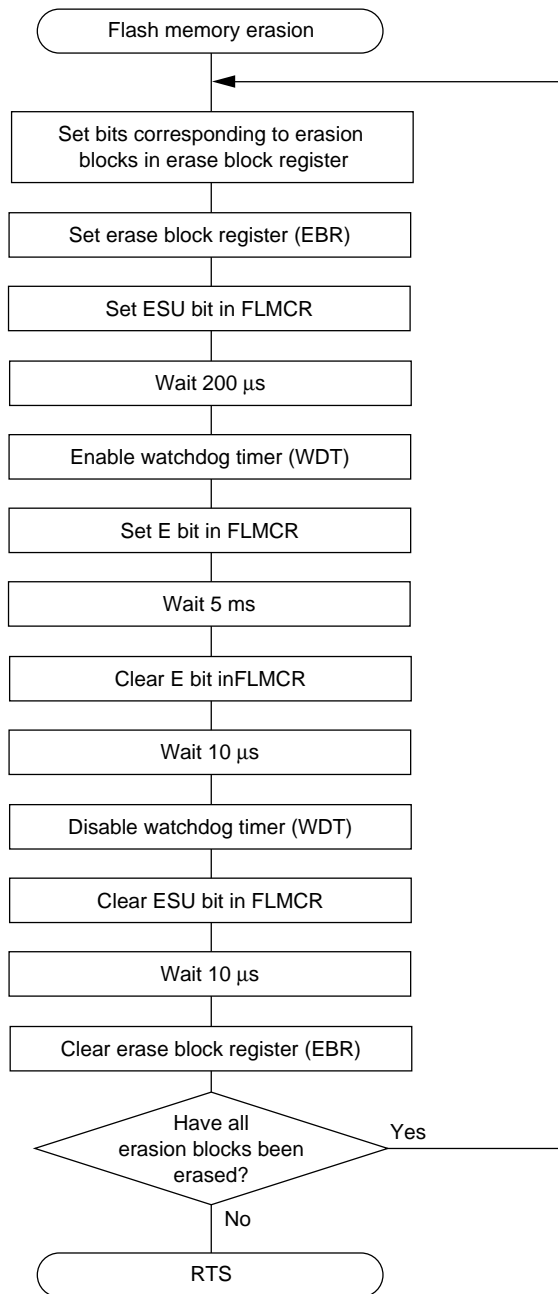 Flash memory erasion
Set bits corresponding to erasion
blocks in erase block register
Set erase block register (EBR)
Set ESU bit in FLMCR
Wait 200 μs
Enable watchdog timer (WDT)
Set E bit in FLMCR
Wait 5 ms
Clear E bit inFLMCR
Wait 10 μs
Disable watchdog timer (WDT)
Clear ESU bit in FLMCR
Wait 10 μs
Clear erase block register (EBR)
Have all
erasion blocks been
erased?
Yes
No
RTS